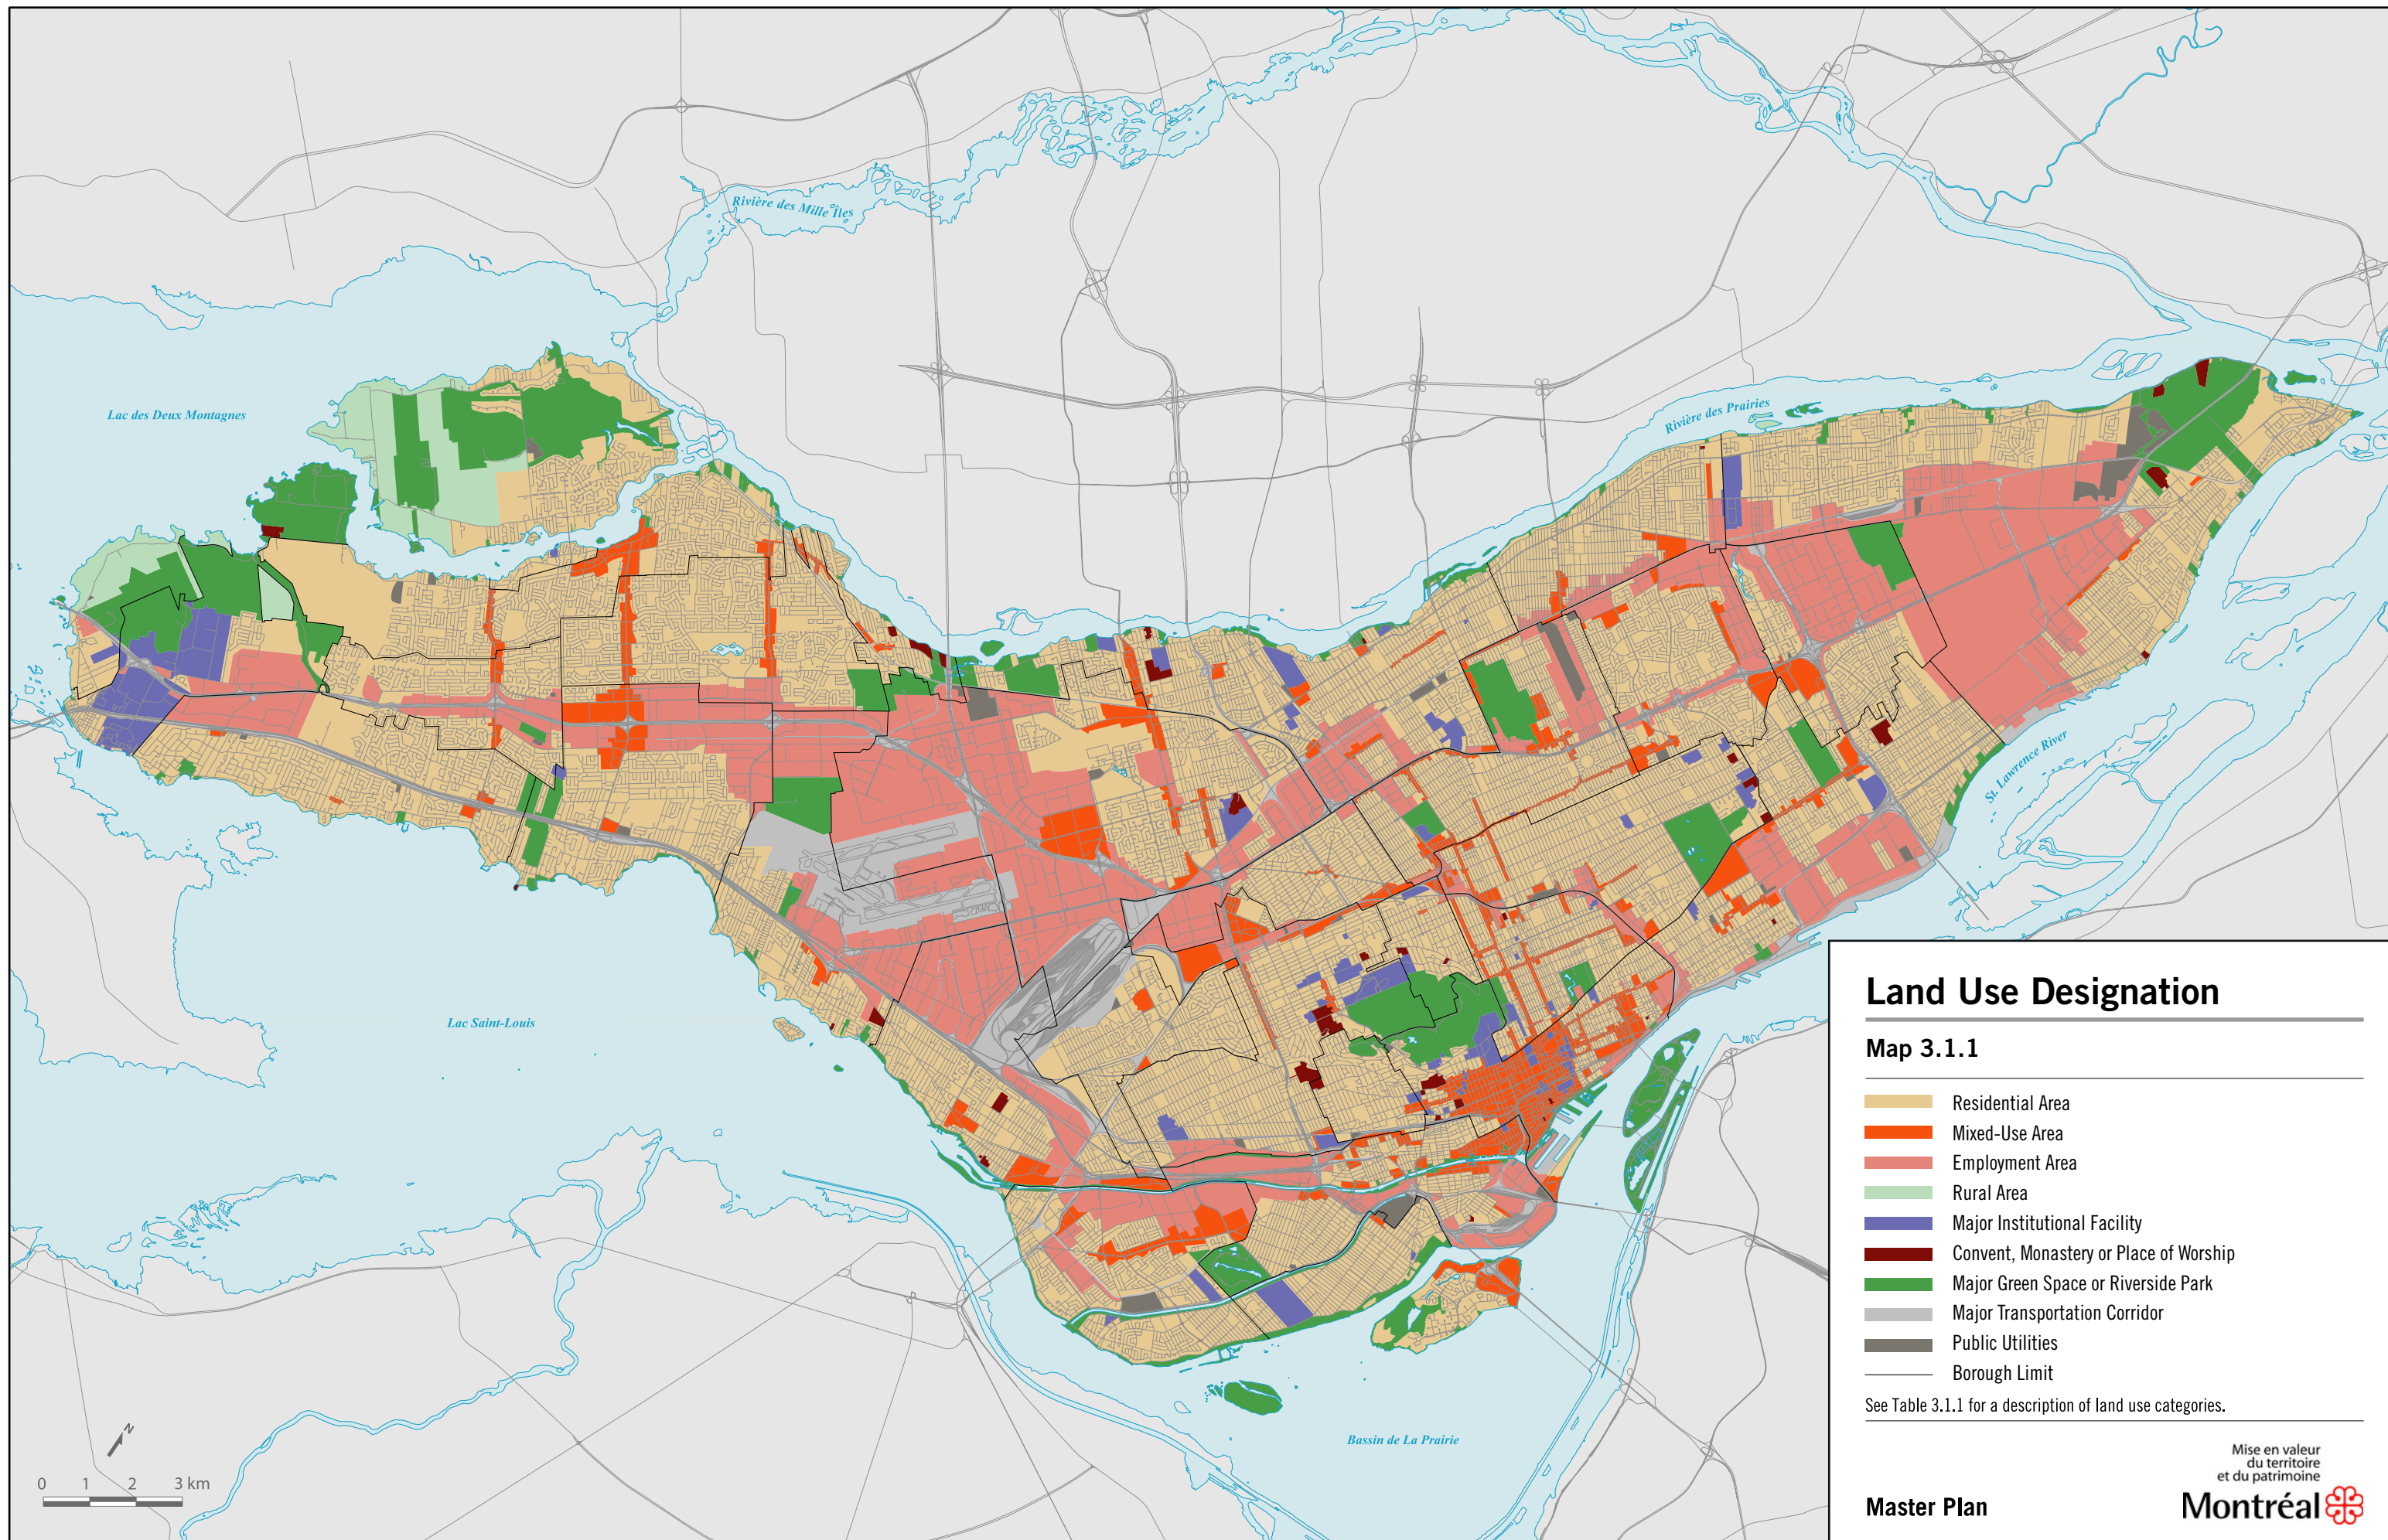 Rivière des Mille Îles
Lac des Deux Montagnes
Rivière des Prairies
St. Lawrence River
Lac Saint-Louis
Bassin de La Prairie
N
0 1 2 3 km
Land Use Designation
Map 3.1.1
Residential Area
Mixed-Use Area
Employment Area
Rural Area
Major Institutional Facility
Convent, Monastery or Place of Worship
Major Green Space or Riverside Park
Major Transportation Corridor
Public Utilities
Borough Limit
See Table 3.1.1 for a description of land use categories.
Mise en valeur
du territoire
et du patrimoine
Master Plan
Montréal